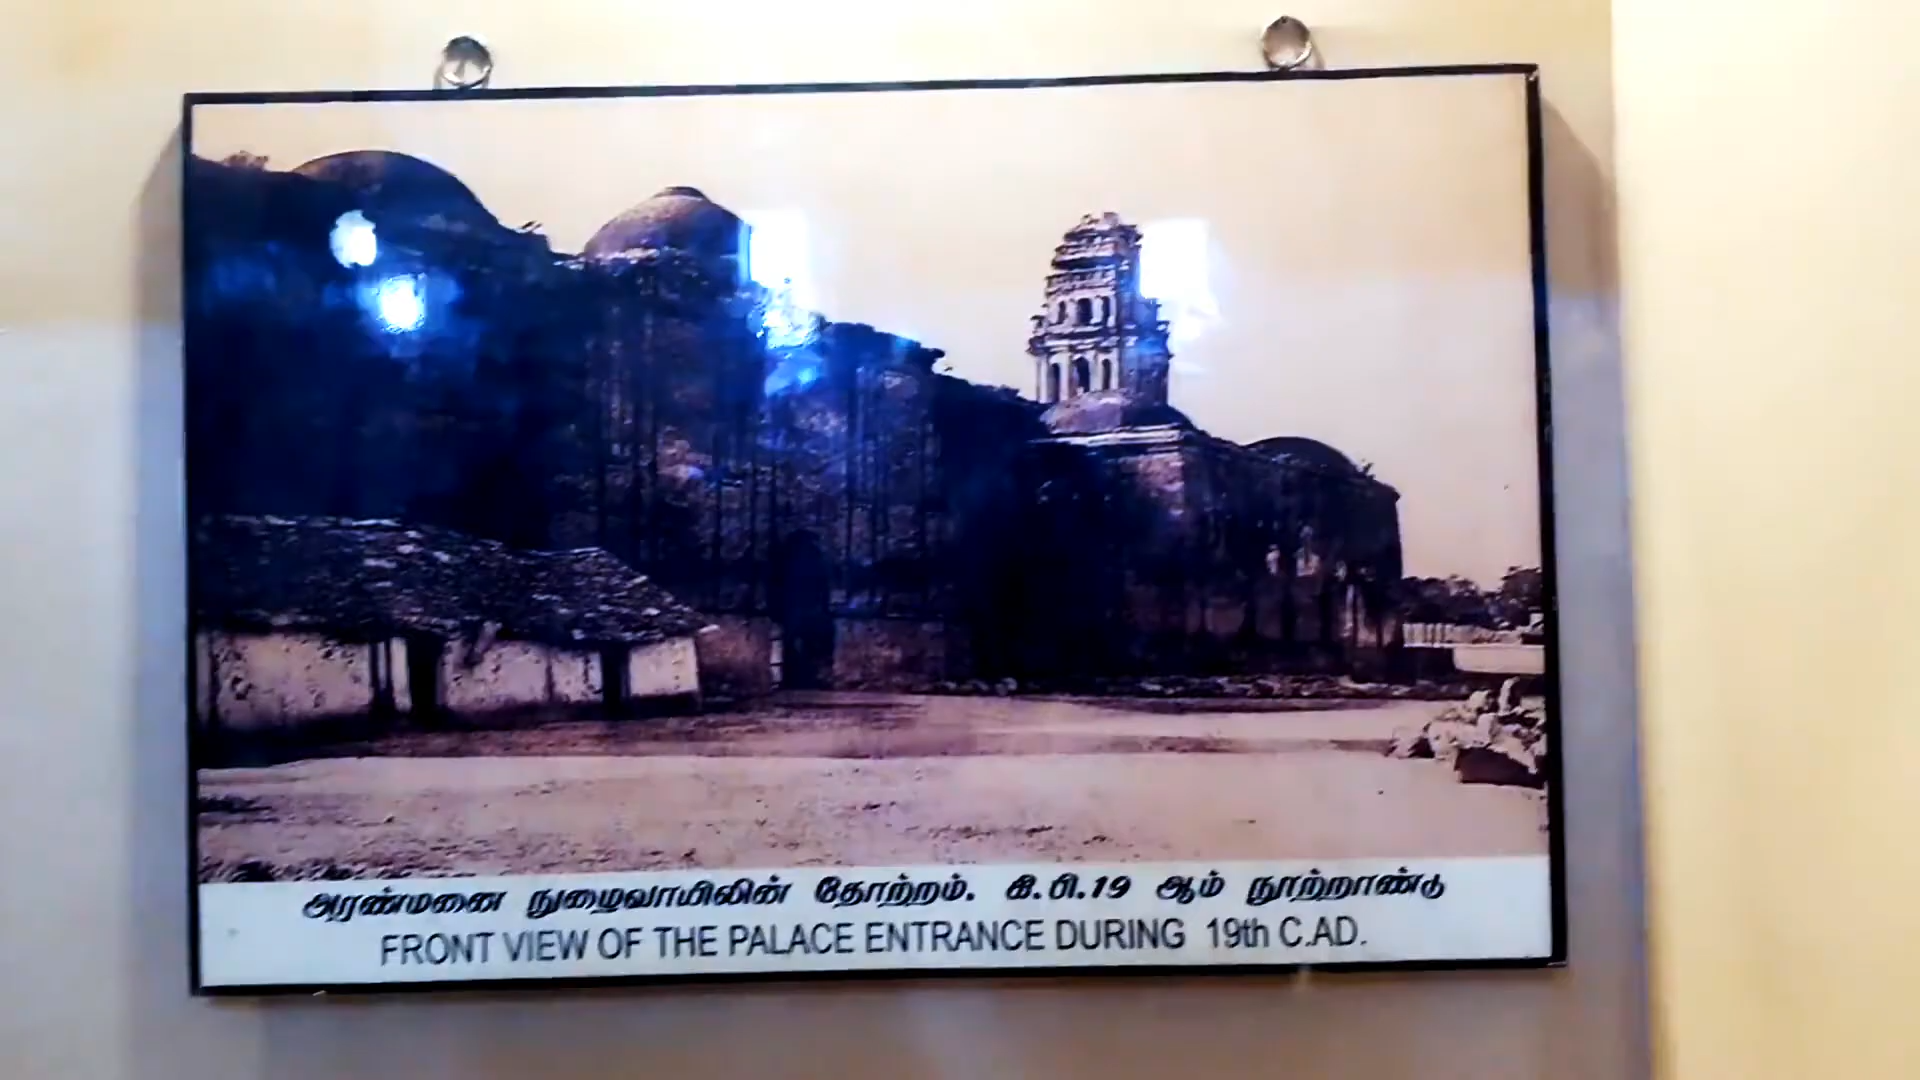 அரண்மனை நுழைவாயிலின் தோற்றம். கி.பி.19 ஆம் நூற்றாண்டு
FRONT VIEW OF THE PALACE ENTRANCE DURING 19th C.AD.